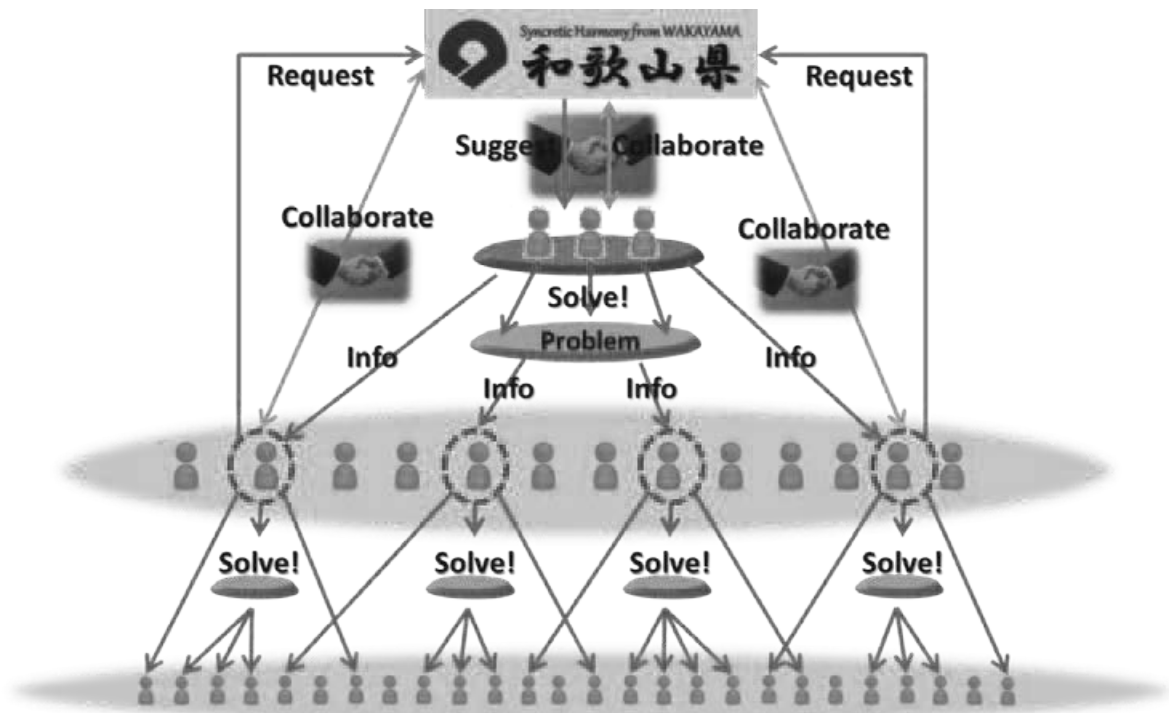 Syncretic Harmony from WAKAYAMA
和歌山県
Request
Request
Suggest
Collaborate
Collaborate
Collaborate
Solve!
Problem
Info
Info
Info
Info
Solve!
Solve!
Solve!
Solve!